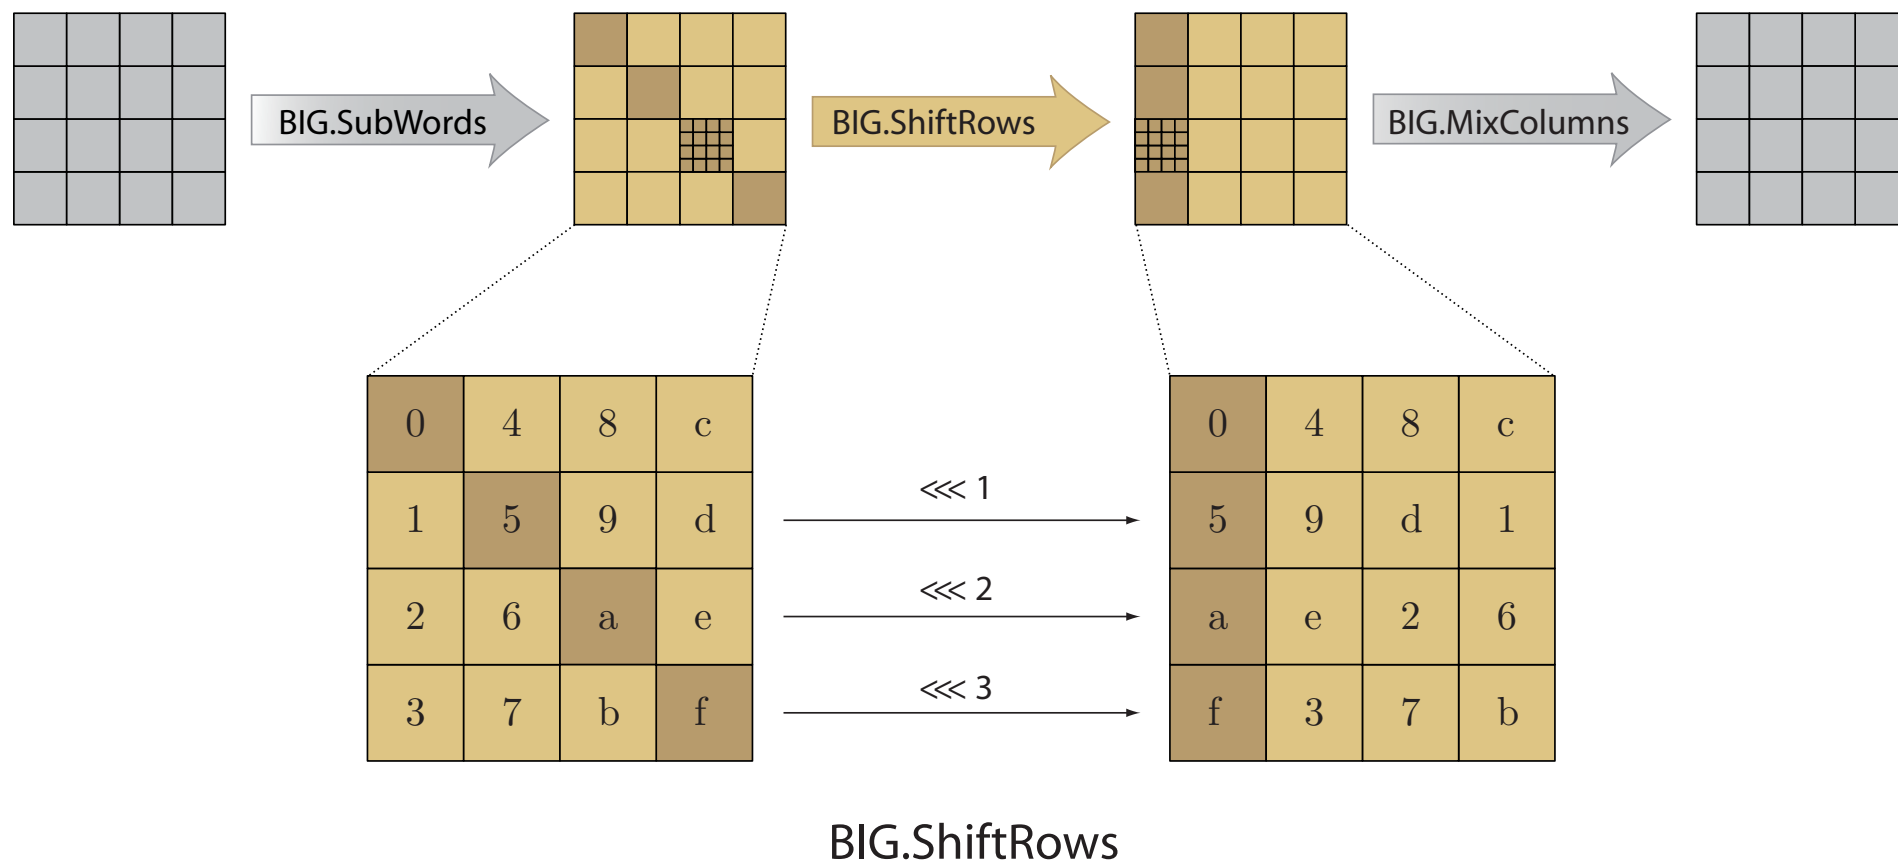 BIG.SubWords BIG.ShiftRows BIG.MixColumns
0 4 8 c 0 4 8 c
<<< 1
1 5 9 d 5 9 d 1
<<< 2
2 6 a e a e 2 6
<<< 3
3 7 b f f 3 7 b
BIG.ShiftRows